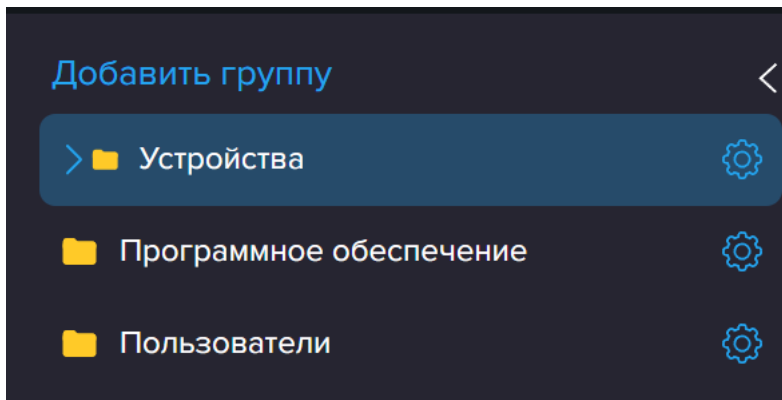 Добавить группу
Устройства
Программное обеспечение
Пользователи